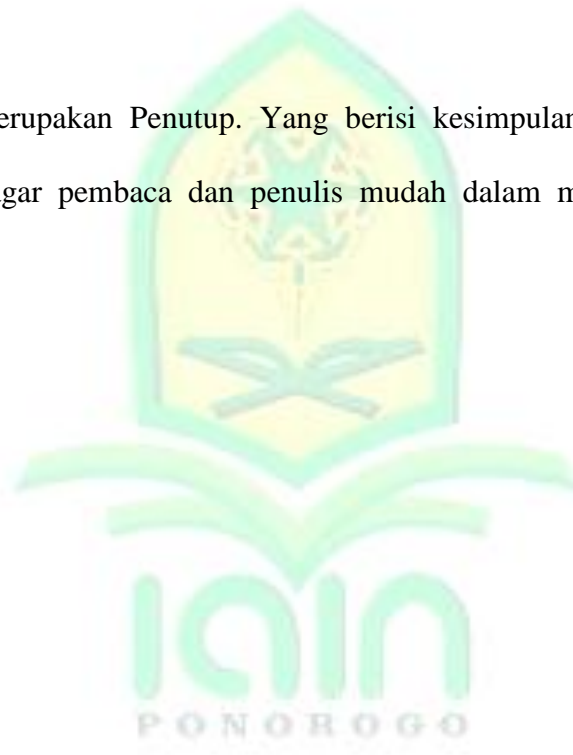 erupakan Penutup. Yang berisi kesimpulan
gar pembaca dan penulis mudah dalam m
iain
PONOROGO